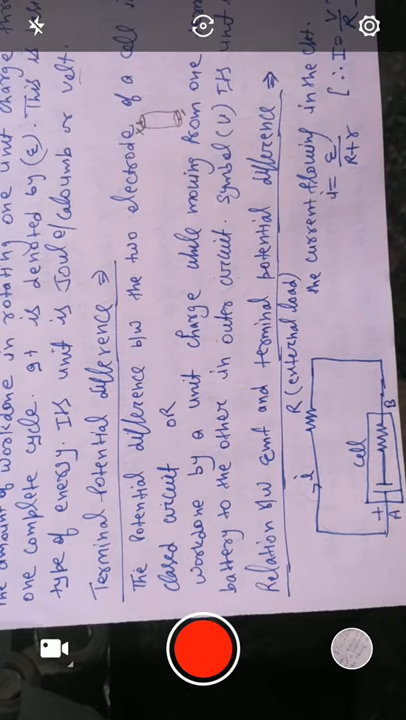 the amount of workdone in rotating one unit charge thro
one complete cycle. It is denoted by (ε). This is
type of energy. Its unit is Joule/Caloumb or volt.
Terminal Potential difference ⇒
The Potential difference b/w the two electrode of a cell i
closed circuit OR
workdone by a unit charge while moving from one
battery to the other in outer circuit. Symbol (V) Its unit
Relation b/w Emf and terminal potential difference ⇒
R (external load)
the current flowing in the ckt.
I = ε/R+r [∴ I = V/R
i
cell
+
A
B